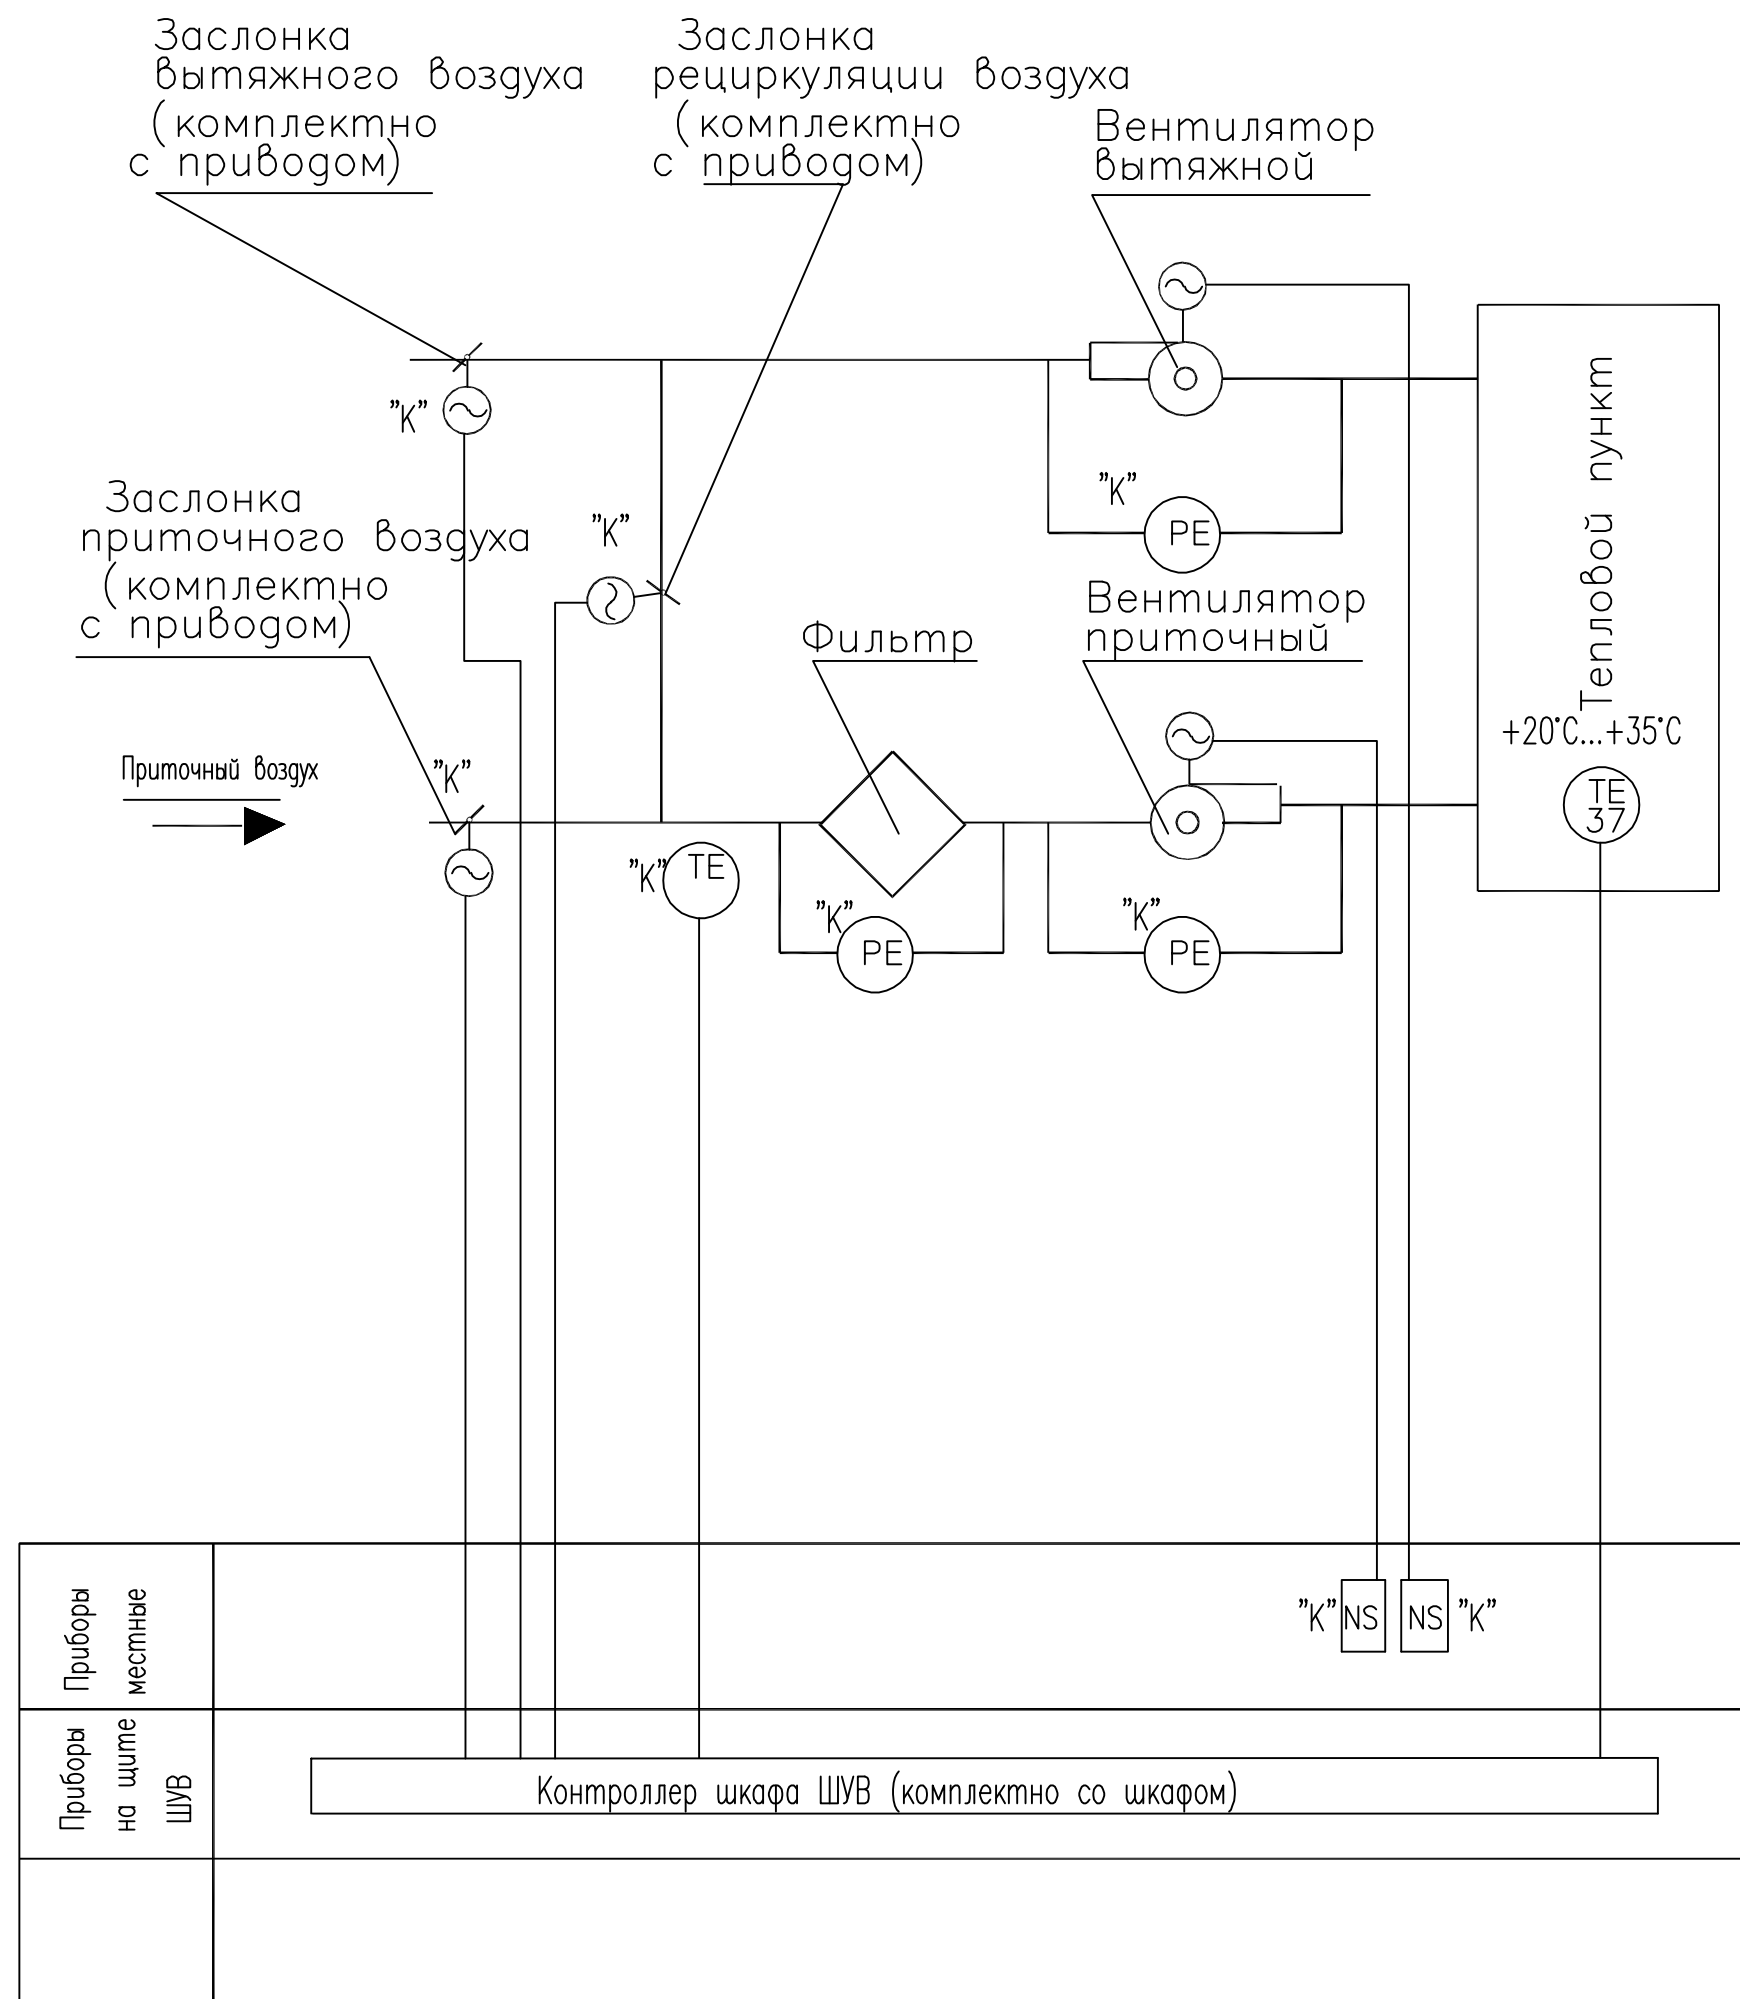 Заслонка
вытяжного воздуха
(комплектно
с приводом)
Заслонка
рециркуляции воздуха
(комплектно
с приводом)
Вентилятор
вытяжной
"К"
"К"
"К"
PE
Тепловой пункт
+20°С...+35°С
TE
37
Заслонка
приточного воздуха
(комплектно
с приводом)
Фильтр
Вентилятор
приточный
Приточный воздух
"К"
"К"
TE
"К"
PE
"К"
PE
Приборы
местные
"К"
NS
NS
"К"
Приборы
на щите
ШУВ
Контроллер шкафа ШУВ (комплектно со шкафом)